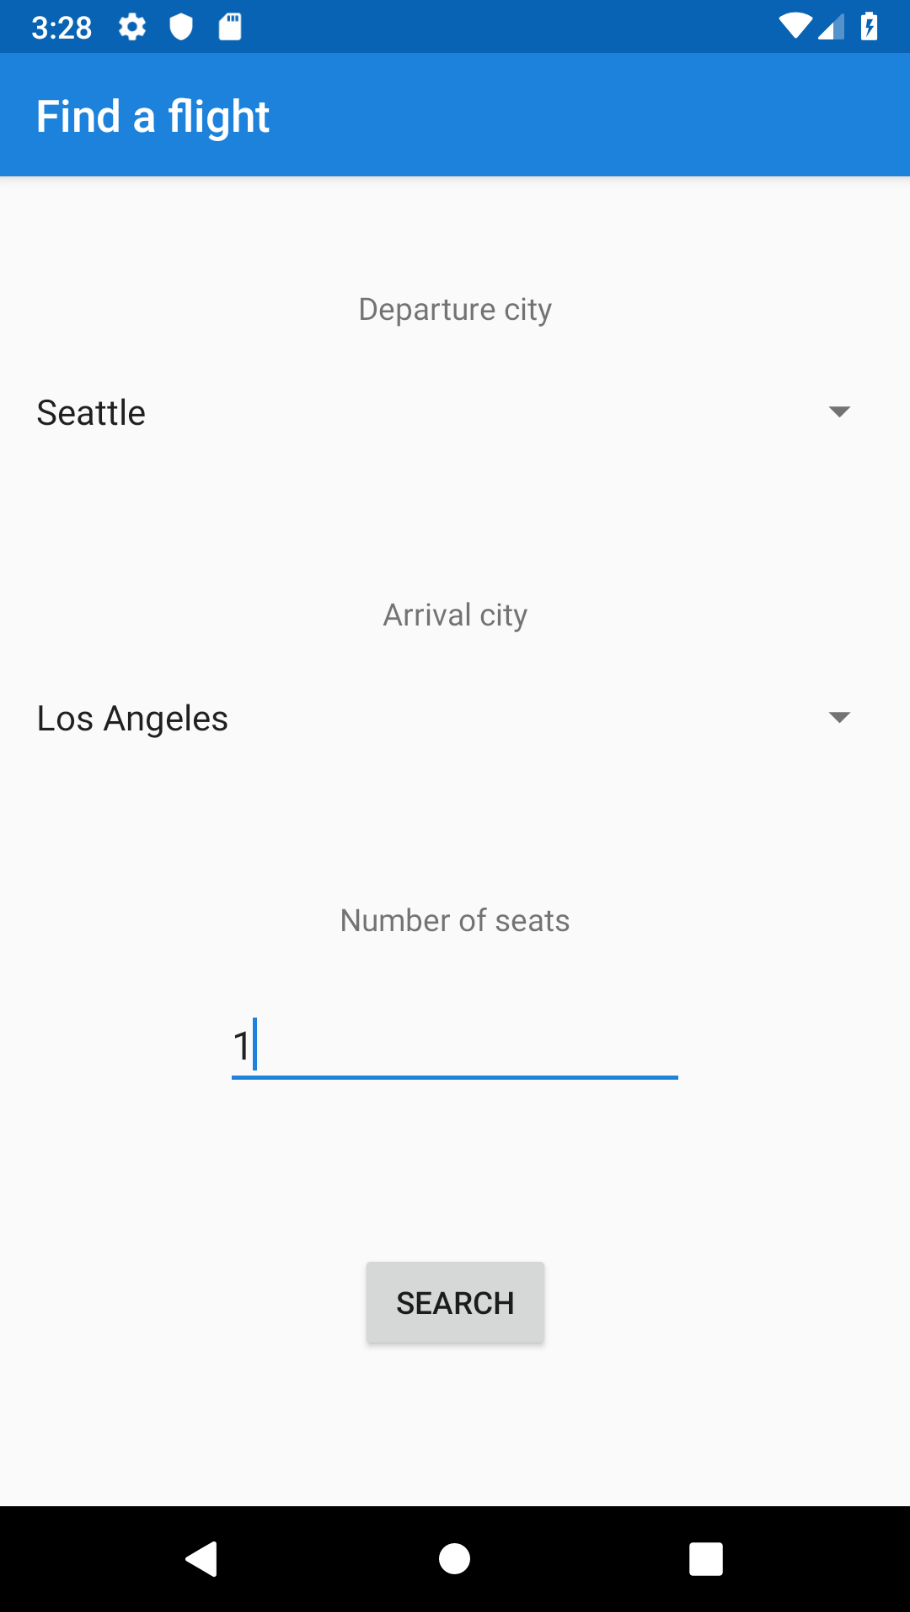 3:28
Find a flight
Departure city
Seattle
Arrival city
Los Angeles
Number of seats
1
SEARCH